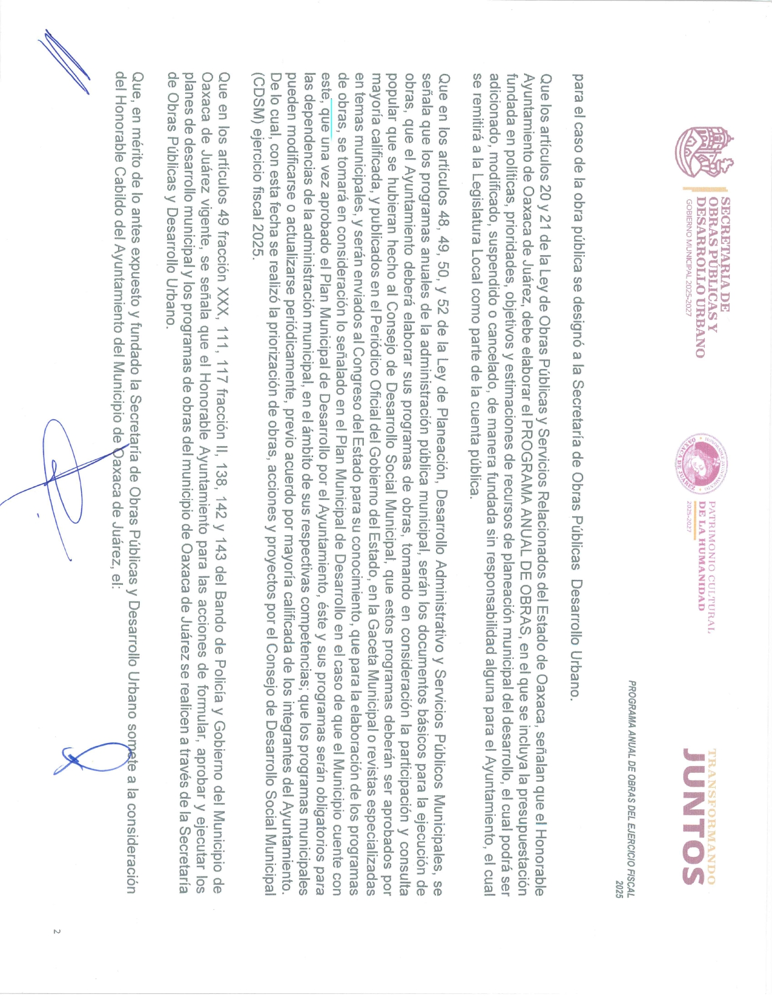 SECRETARÍA DE
OBRAS PÚBLICAS Y
DESARROLLO URBANO
GOBIERNO MUNICIPAL 2025-2027
HONORABLE AYUNTAMIENTO
OAXACA DE JUÁREZ
PATRIMONIO CULTURAL
DE LA HUMANIDAD
2025-2027
TRANSFORMANDO
JUNTOS
PROGRAMA ANUAL DE OBRAS DEL EJERCICIO FISCAL
2025
para el caso de la obra pública se designó a la Secretaría de Obras Públicas Desarrollo Urbano.
Que los artículos 20 y 21 de la Ley de Obras Públicas y Servicios Relacionados del Estado de Oaxaca, señalan que el Honorable
Ayuntamiento de Oaxaca de Juárez, debe elaborar el PROGRAMA ANUAL DE OBRAS, en el que se incluya la presupuestación
fundada en políticas, prioridades, objetivos y estimaciones de recursos de planeación municipal del desarrollo, el cual podrá ser
adicionado, modificado, suspendido o cancelado, de manera fundada sin responsabilidad alguna para el Ayuntamiento, el cual
se remitirá a la Legislatura Local como parte de la cuenta pública.
Que en los artículos 48, 49, 50, y 52 de la Ley de Planeación, Desarrollo Administrativo y Servicios Públicos Municipales, se
señala que los programas anuales de la administración pública municipal, serán los documentos básicos para la ejecución de
obras, que el Ayuntamiento deberá elaborar sus programas de obras, tomando en consideración la participación y consulta
popular que se hubieran hecho al Consejo de Desarrollo Social Municipal, que estos programas deberán ser aprobados por
mayoría calificada, y publicados en el Periódico Oficial del Gobierno del Estado, en la Gaceta Municipal o revistas especializadas
en temas municipales, y serán enviados al Congreso del Estado para su conocimiento, que para la elaboración de los programas
de obras, se tomará en consideración lo señalado en el Plan Municipal de Desarrollo en el caso de que el Municipio cuente con
este, que una vez aprobado el Plan Municipal de Desarrollo por el Ayuntamiento, éste y sus programas serán obligatorios para
las dependencias de la administración municipal, en el ámbito de sus respectivas competencias; que los programas municipales
pueden modificarse o actualizarse periódicamente, previo acuerdo por mayoría calificada de los integrantes del Ayuntamiento.
De lo cual, con esta fecha se realizó la priorización de obras, acciones y proyectos por el Consejo de Desarrollo Social Municipal
(CDSM) ejercicio fiscal 2025.
Que en los artículos 49 fracción XXX, 111, 117 fracción II, 138, 142 y 143 del Bando de Policía y Gobierno del Municipio de
Oaxaca de Juárez vigente, se señala que el Honorable Ayuntamiento para las acciones de formular, aprobar y ejecutar los
planes de desarrollo municipal y los programas de obras del municipio de Oaxaca de Juárez se realicen a través de la Secretaría
de Obras Públicas y Desarrollo Urbano.
Que, en mérito de lo antes expuesto y fundado la Secretaría de Obras Públicas y Desarrollo Urbano somete a la consideración
del Honorable Cabildo del Ayuntamiento del Municipio de Oaxaca de Juárez, el:
2